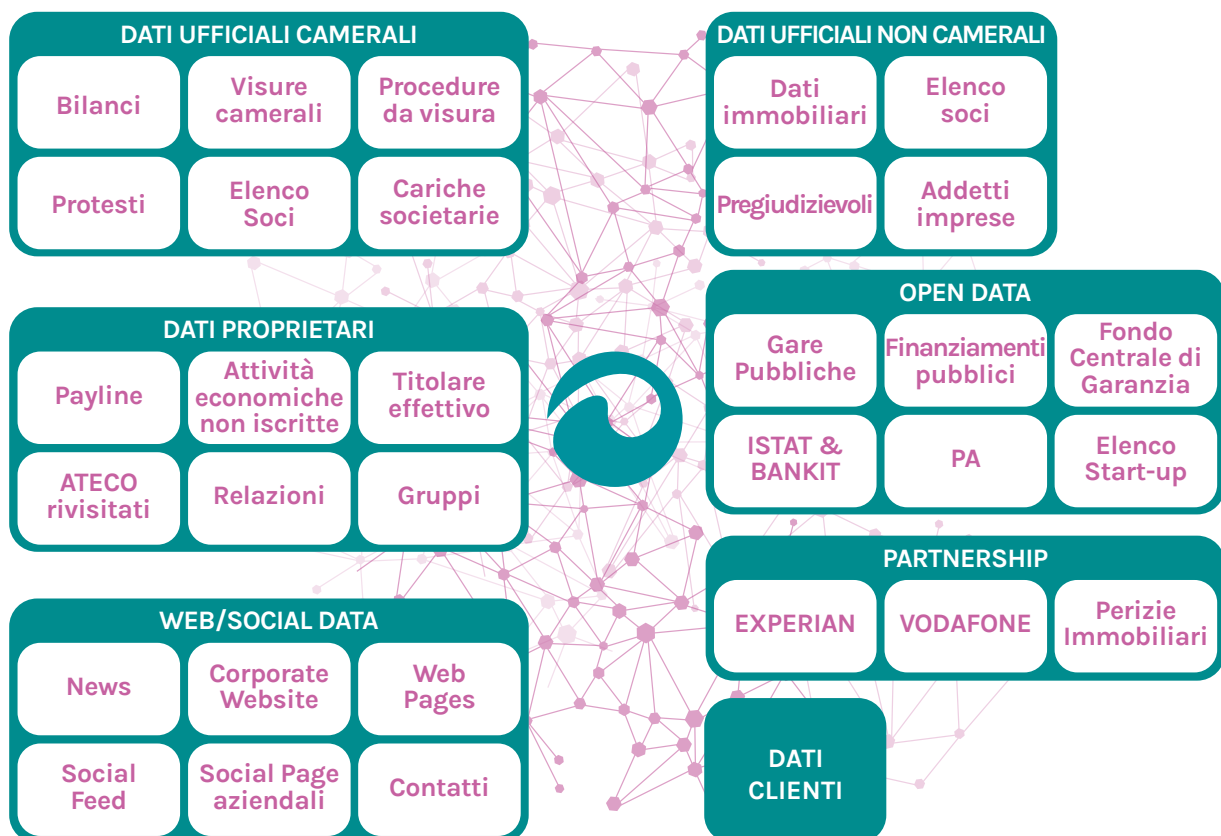 DATI UFFICIALI CAMERALI
Bilanci
Visure
camerali
Procedure
da visura
Protesti
Elenco
Soci
Cariche
societarie
DATI UFFICIALI NON CAMERALI
Dati
immobiliari
Elenco
soci
Pregiudizievoli
Addetti
imprese
DATI PROPRIETARI
Payline
Attività
economiche
non iscritte
Titolare
effettivo
ATECO
rivisitati
Relazioni
Gruppi
OPEN DATA
Gare
Pubbliche
Finanziamenti
pubblici
Fondo
Centrale di
Garanzia
ISTAT &
BANKIT
PA
Elenco
Start-up
WEB/SOCIAL DATA
News
Corporate
Website
Web
Pages
Social
Feed
Social Page
aziendali
Contatti
PARTNERSHIP
EXPERIAN
VODAFONE
Perizie
Immobiliari
DATI
CLIENTI